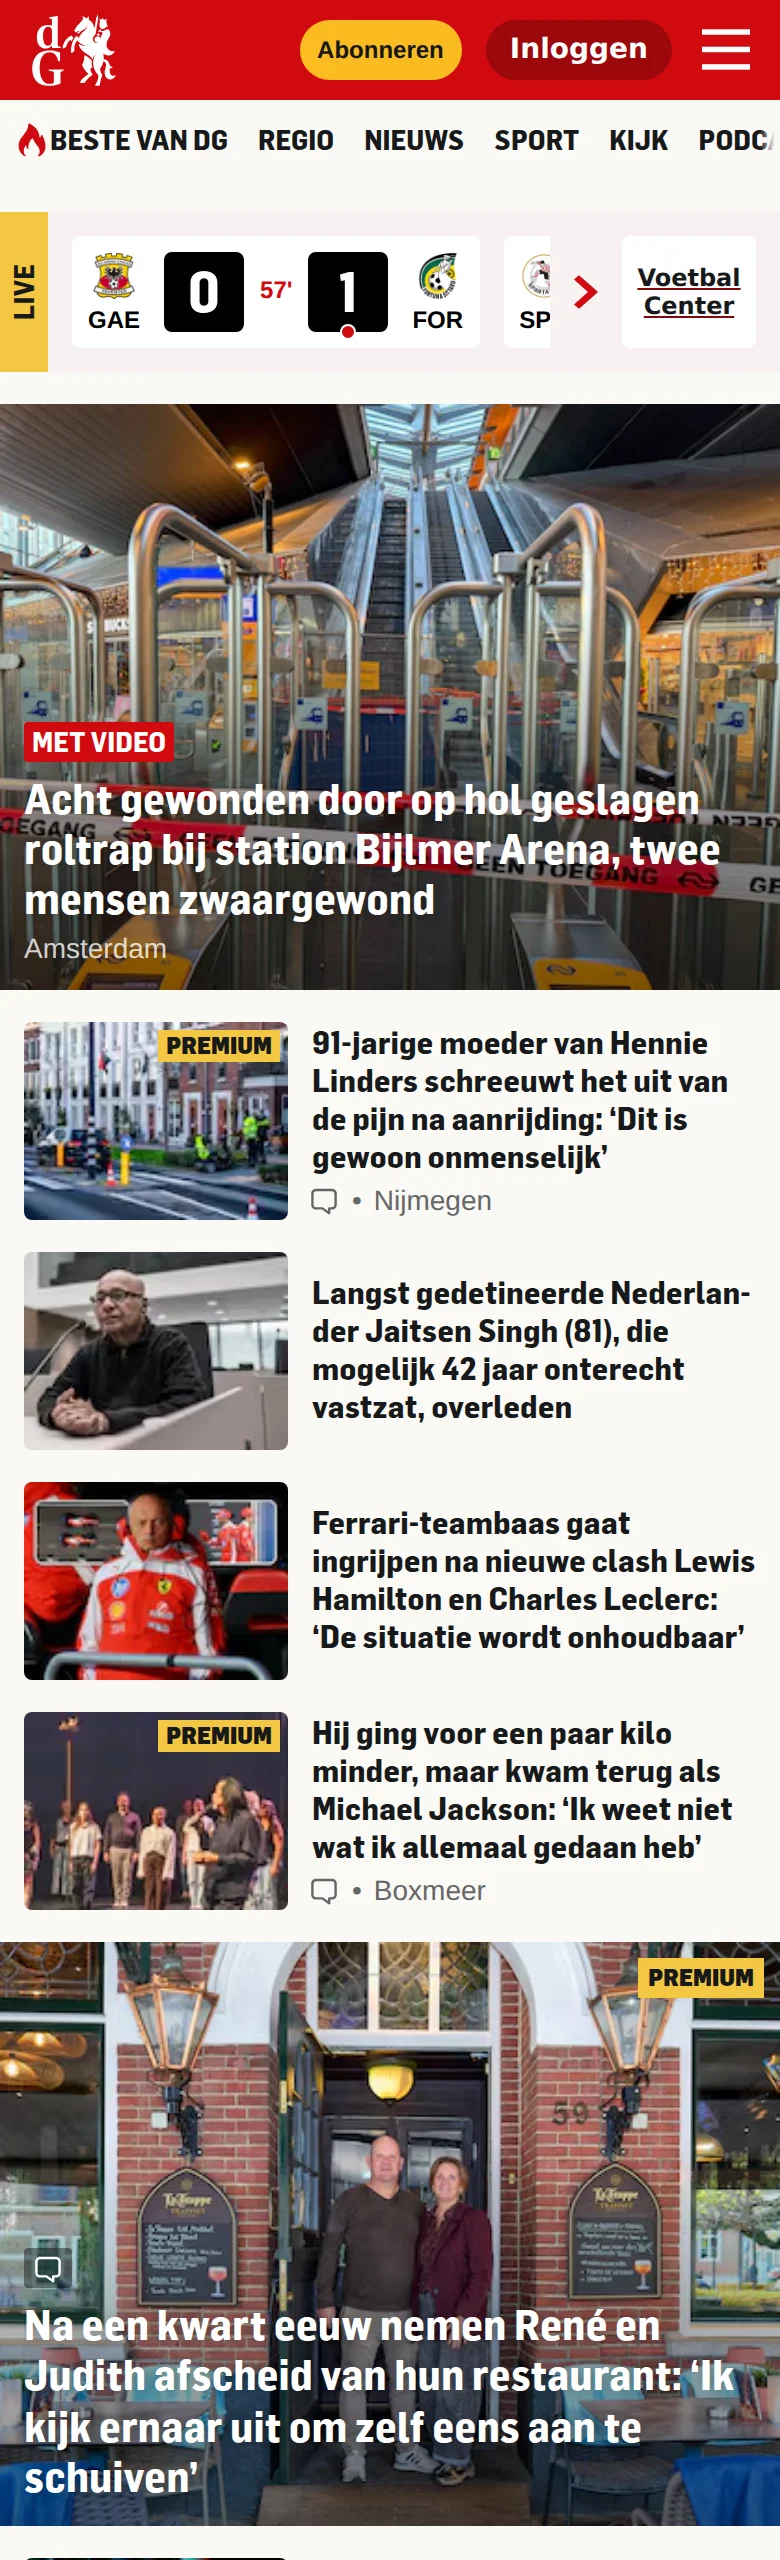 dG
Abonneren
Inloggen
BESTE VAN DG
REGIO
NIEUWS
SPORT
KIJK
PODCA
LIVE
0
57'
1
GAE
FOR
SP
Voetbal
Center
MET VIDEO
Acht gewonden door op hol geslagen
roltrap bij station Bijlmer Arena, twee
mensen zwaargewond
GEEN TOEGANG
Amsterdam
PREMIUM
91-jarige moeder van Hennie
Linders schreeuwt het uit van
de pijn na aanrijding: ‘Dit is
gewoon onmenselijk’
• Nijmegen
Langst gedetineerde Nederlan-
der Jaitsen Singh (81), die
mogelijk 42 jaar onterecht
vastzat, overleden
Ferrari-teambaas gaat
ingrijpen na nieuwe clash Lewis
Hamilton en Charles Leclerc:
‘De situatie wordt onhoudbaar’
PREMIUM
Hij ging voor een paar kilo
minder, maar kwam terug als
Michael Jackson: ‘Ik weet niet
wat ik allemaal gedaan heb’
• Boxmeer
PREMIUM
59
Na een kwart eeuw nemen René en
Judith afscheid van hun restaurant: ‘Ik
kijk ernaar uit om zelf eens aan te
schuiven’